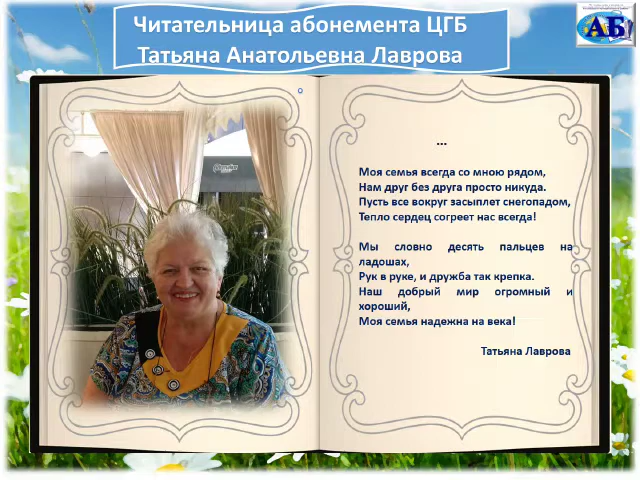 Читательница абонемента ЦГБ
Татьяна Анатольевна Лаврова
АБ
...
Моя семья всегда со мною рядом,
Нам друг без друга просто никуда.
Пусть все вокруг засыплет снегопадом,
Тепло сердец согреет нас всегда!
Мы словно десять пальцев на
ладошах,
Рук в руке, и дружба так крепка.
Наш добрый мир огромный и
хороший,
Моя семья надежна на века!
Татьяна Лаврова